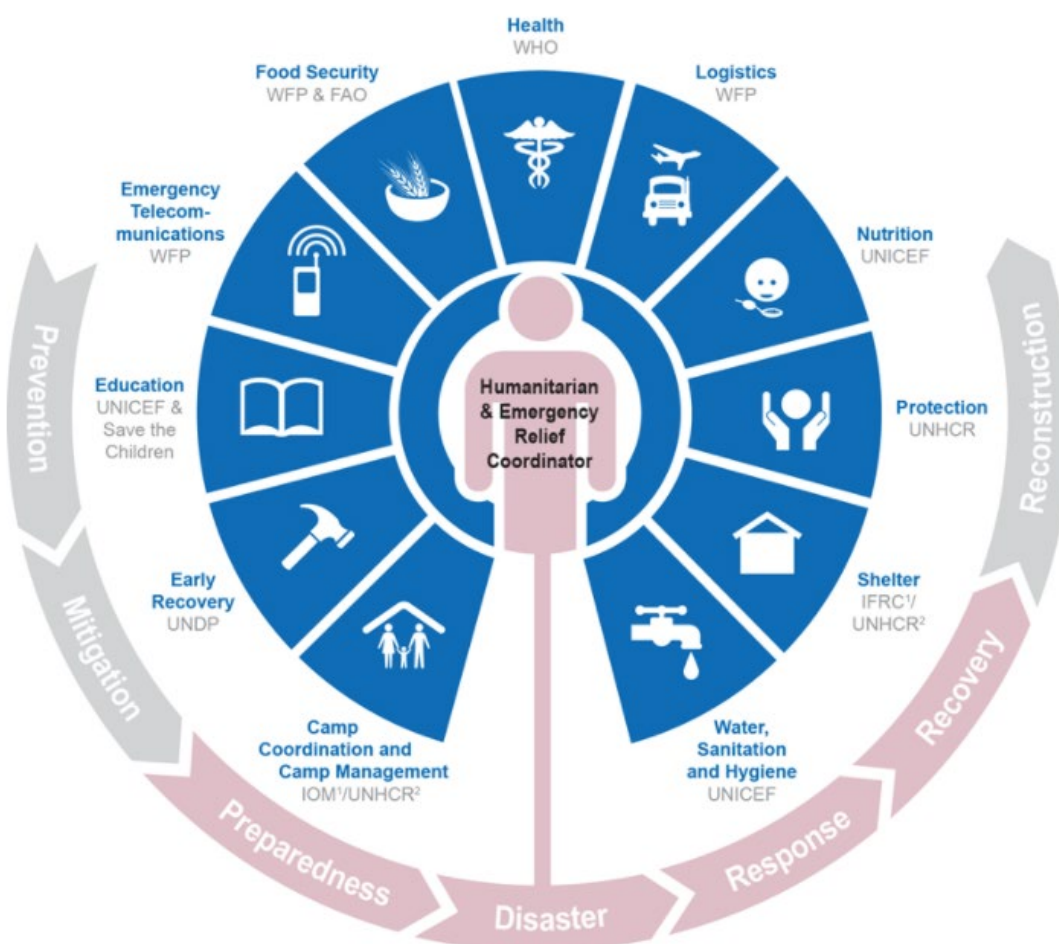 Health
WHO
Logistics
WFP
Nutrition
UNICEF
Protection
UNHCR
Shelter
IFRC¹/
UNHCR²
Water,
Sanitation
and Hygiene
UNICEF
Camp
Coordination and
Camp Management
IOM¹/UNHCR²
Early
Recovery
UNDP
Education
UNICEF &
Save the
Children
Emergency
Telecom-
munications
WFP
Food Security
WFP & FAO
Humanitarian
& Emergency
Relief
Coordinator
Prevention
Mitigation
Preparedness
Disaster
Response
Recovery
Reconstruction